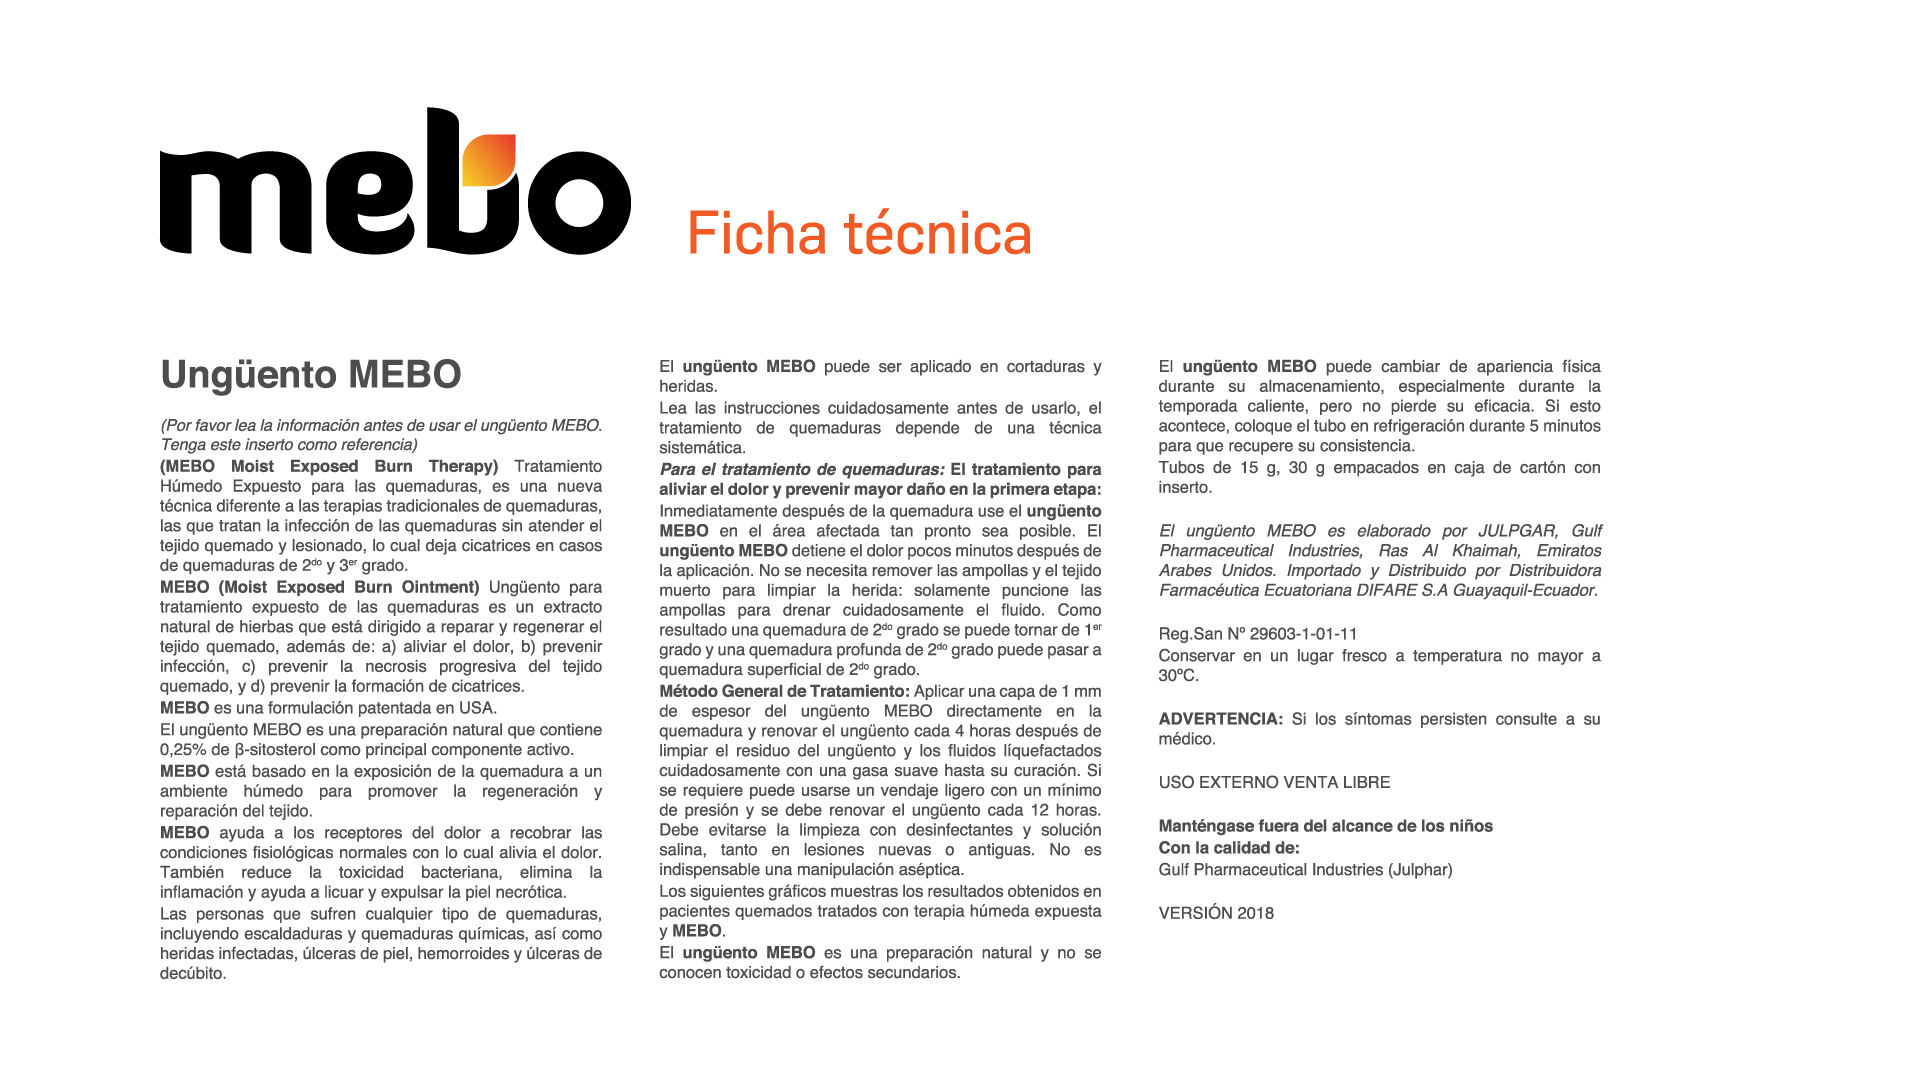 mebo
Ficha técnica
Ungüento MEBO
(Por favor lea la información antes de usar el ungüento MEBO.
Tenga este inserto como referencia)
(MEBO Moist Exposed Burn Therapy) Tratamiento
Húmedo Expuesto para las quemaduras, es una nueva
técnica diferente a las terapias tradicionales de quemaduras,
las que tratan la infección de las quemaduras sin atender el
tejido quemado y lesionado, lo cual deja cicatrices en casos
de quemaduras de 2do y 3er grado.
MEBO (Moist Exposed Burn Ointment) Ungüento para
tratamiento expuesto de las quemaduras es un extracto
natural de hierbas que está dirigido a reparar y regenerar el
tejido quemado, además de: a) aliviar el dolor, b) prevenir
infección, c) prevenir la necrosis progresiva del tejido
quemado, y d) prevenir la formación de cicatrices.
MEBO es una formulación patentada en USA.
El ungüento MEBO es una preparación natural que contiene
0,25% de β-sitosterol como principal componente activo.
MEBO está basado en la exposición de la quemadura a un
ambiente húmedo para promover la regeneración y
reparación del tejido.
MEBO ayuda a los receptores del dolor a recobrar las
condiciones fisiológicas normales con lo cual alivia el dolor.
También reduce la toxicidad bacteriana, elimina la
inflamación y ayuda a licuar y expulsar la piel necrótica.
Las personas que sufren cualquier tipo de quemaduras,
incluyendo escaldaduras y quemaduras químicas, así como
heridas infectadas, úlceras de piel, hemorroides y úlceras de
decúbito.
El ungüento MEBO puede ser aplicado en cortaduras y
heridas.
Lea las instrucciones cuidadosamente antes de usarlo, el
tratamiento de quemaduras depende de una técnica
sistemática.
Para el tratamiento de quemaduras: El tratamiento para
aliviar el dolor y prevenir mayor daño en la primera etapa:
Inmediatamente después de la quemadura use el ungüento
MEBO en el área afectada tan pronto sea posible. El
ungüento MEBO detiene el dolor pocos minutos después de
la aplicación. No se necesita remover las ampollas y el tejido
muerto para limpiar la herida: solamente puncione las
ampollas para drenar cuidadosamente el fluido. Como
resultado una quemadura de 2do grado se puede tornar de 1er
grado y una quemadura profunda de 2do grado puede pasar a
quemadura superficial de 2do grado.
Método General de Tratamiento: Aplicar una capa de 1 mm
de espesor del ungüento MEBO directamente en la
quemadura y renovar el ungüento cada 4 horas después de
limpiar el residuo del ungüento y los fluidos líquefactados
cuidadosamente con una gasa suave hasta su curación. Si
se requiere puede usarse un vendaje ligero con un mínimo
de presión y se debe renovar el ungüento cada 12 horas.
Debe evitarse la limpieza con desinfectantes y solución
salina, tanto en lesiones nuevas o antiguas. No es
indispensable una manipulación aséptica.
Los siguientes gráficos muestras los resultados obtenidos en
pacientes quemados tratados con terapia húmeda expuesta
y MEBO.
El ungüento MEBO es una preparación natural y no se
conocen toxicidad o efectos secundarios.
El ungüento MEBO puede cambiar de apariencia física
durante su almacenamiento, especialmente durante la
temporada caliente, pero no pierde su eficacia. Si esto
acontece, coloque el tubo en refrigeración durante 5 minutos
para que recupere su consistencia.
Tubos de 15 g, 30 g empacados en caja de cartón con
inserto.
El ungüento MEBO es elaborado por JULPGAR, Gulf
Pharmaceutical Industries, Ras Al Khaimah, Emiratos
Arabes Unidos. Importado y Distribuido por Distribuidora
Farmacéutica Ecuatoriana DIFARE S.A Guayaquil-Ecuador.
Reg.San Nº 29603-1-01-11
Conservar en un lugar fresco a temperatura no mayor a
30ºC.
ADVERTENCIA: Si los síntomas persisten consulte a su
médico.
USO EXTERNO VENTA LIBRE
Manténgase fuera del alcance de los niños
Con la calidad de:
Gulf Pharmaceutical Industries (Julphar)
VERSIÓN 2018